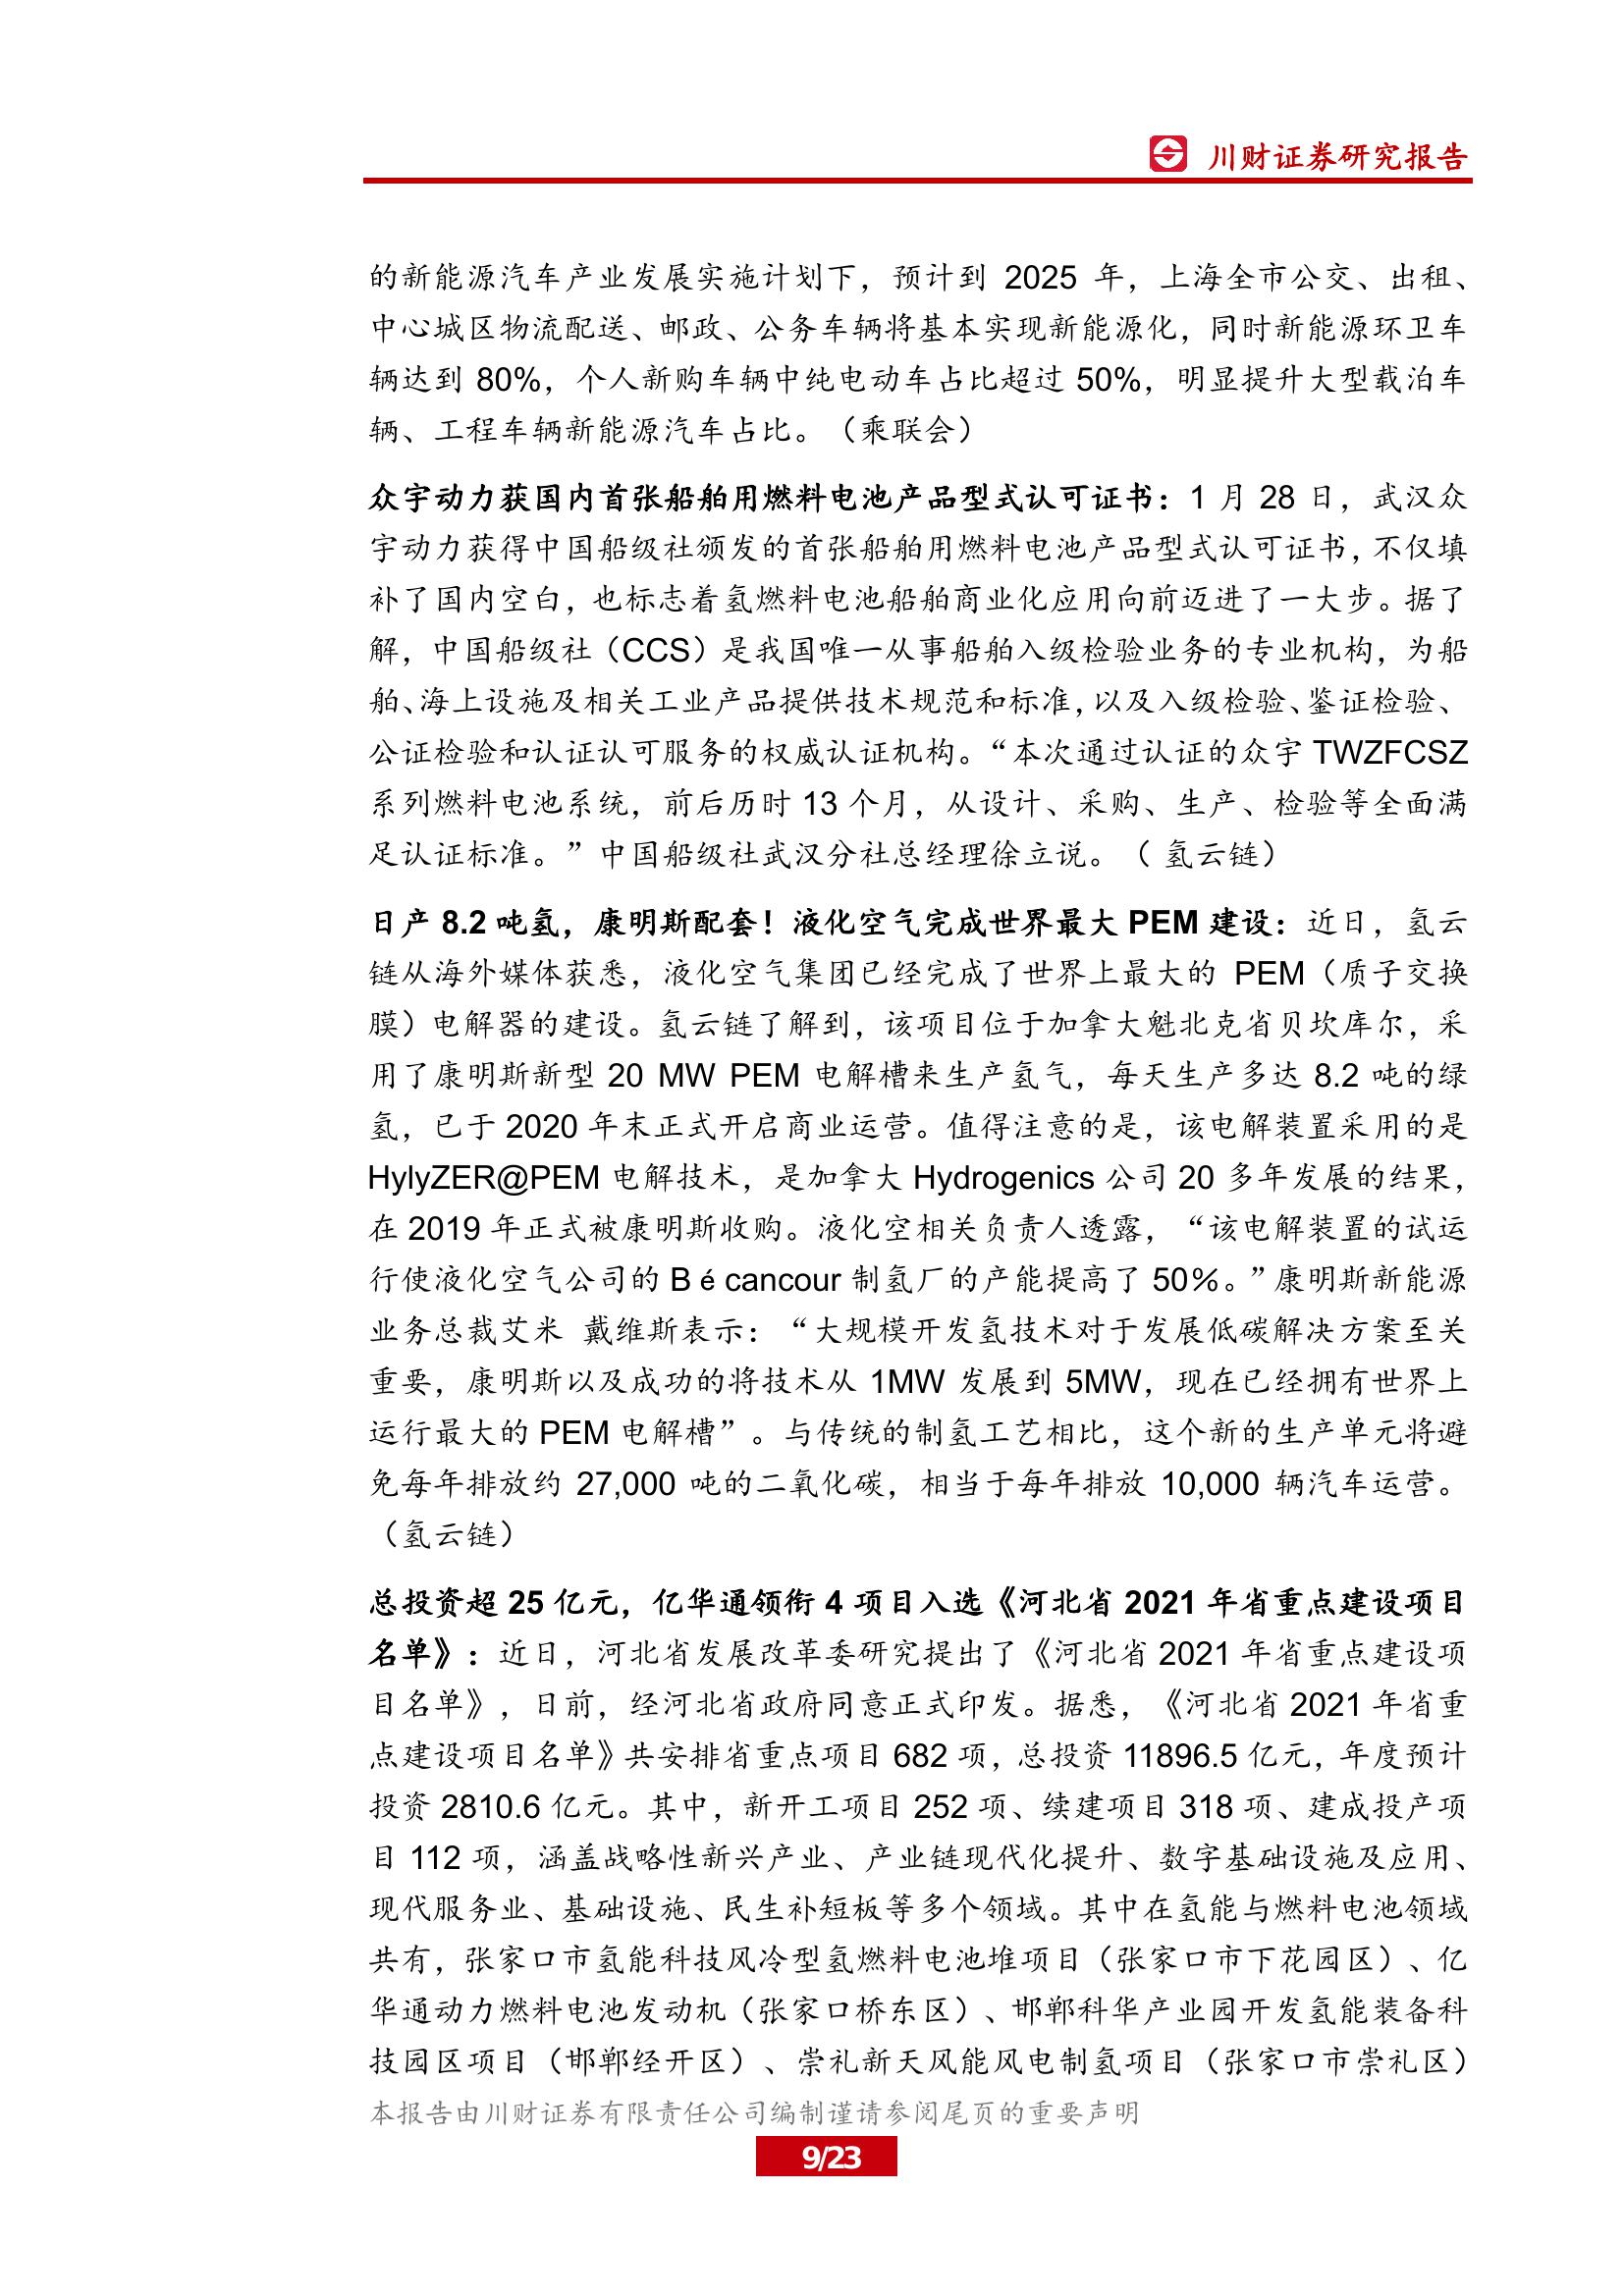 川财证券研究报告
的新能源汽车产业发展实施计划下，预计到 2025 年，上海全市公交、出租、
中心城区物流配送、邮政、公务车辆将基本实现新能源化，同时新能源环卫车
辆达到 80%，个人新购车辆中纯电动车占比超过 50%，明显提升大型载泊车
辆、工程车辆新能源汽车占比。（乘联会）
众宇动力获国内首张船舶用燃料电池产品型式认可证书：1 月 28 日，武汉众
宇动力获得中国船级社颁发的首张船舶用燃料电池产品型式认可证书，不仅填
补了国内空白，也标志着氢燃料电池船舶商业化应用向前迈进了一大步。据了
解，中国船级社（CCS）是我国唯一从事船舶入级检验业务的专业机构，为船
舶、海上设施及相关工业产品提供技术规范和标准，以及入级检验、鉴证检验、
公证检验和认证认可服务的权威认证机构。“本次通过认证的众宇 TWZFCSZ
系列燃料电池系统，前后历时 13 个月，从设计、采购、生产、检验等全面满
足认证标准。”中国船级社武汉分社总经理徐立说。（ 氢云链）
日产 8.2 吨氢，康明斯配套！液化空气完成世界最大 PEM 建设：近日，氢云
链从海外媒体获悉，液化空气集团已经完成了世界上最大的 PEM（质子交换
膜）电解器的建设。氢云链了解到，该项目位于加拿大魁北克省贝坎库尔，采
用了康明斯新型 20 MW PEM 电解槽来生产氢气，每天生产多达 8.2 吨的绿
氢，已于 2020 年末正式开启商业运营。值得注意的是，该电解装置采用的是
HylyZER@PEM 电解技术，是加拿大 Hydrogenics 公司 20 多年发展的结果，
在 2019 年正式被康明斯收购。液化空相关负责人透露，“该电解装置的试运
行使液化空气公司的 B é cancour 制氢厂的产能提高了 50％。”康明斯新能源
业务总裁艾米 戴维斯表示：“大规模开发氢技术对于发展低碳解决方案至关
重要，康明斯以及成功的将技术从 1MW 发展到 5MW，现在已经拥有世界上
运行最大的 PEM 电解槽”。与传统的制氢工艺相比，这个新的生产单元将避
免每年排放约 27,000 吨的二氧化碳，相当于每年排放 10,000 辆汽车运营。
（氢云链）
总投资超 25 亿元，亿华通领衔 4 项目入选《河北省 2021 年省重点建设项目
名单》：近日，河北省发展改革委研究提出了《河北省 2021 年省重点建设项
目名单》，日前，经河北省政府同意正式印发。据悉，《河北省 2021 年省重
点建设项目名单》共安排省重点项目 682 项，总投资 11896.5 亿元，年度预计
投资 2810.6 亿元。其中，新开工项目 252 项、续建项目 318 项、建成投产项
目 112 项，涵盖战略性新兴产业、产业链现代化提升、数字基础设施及应用、
现代服务业、基础设施、民生补短板等多个领域。其中在氢能与燃料电池领域
共有，张家口市氢能科技风冷型氢燃料电池堆项目（张家口市下花园区）、亿
华通动力燃料电池发动机（张家口桥东区）、邯郸科华产业园开发氢能装备科
技园区项目（邯郸经开区）、崇礼新天风能风电制氢项目（张家口市崇礼区）
本报告由川财证券有限责任公司编制谨请参阅尾页的重要声明
9/23